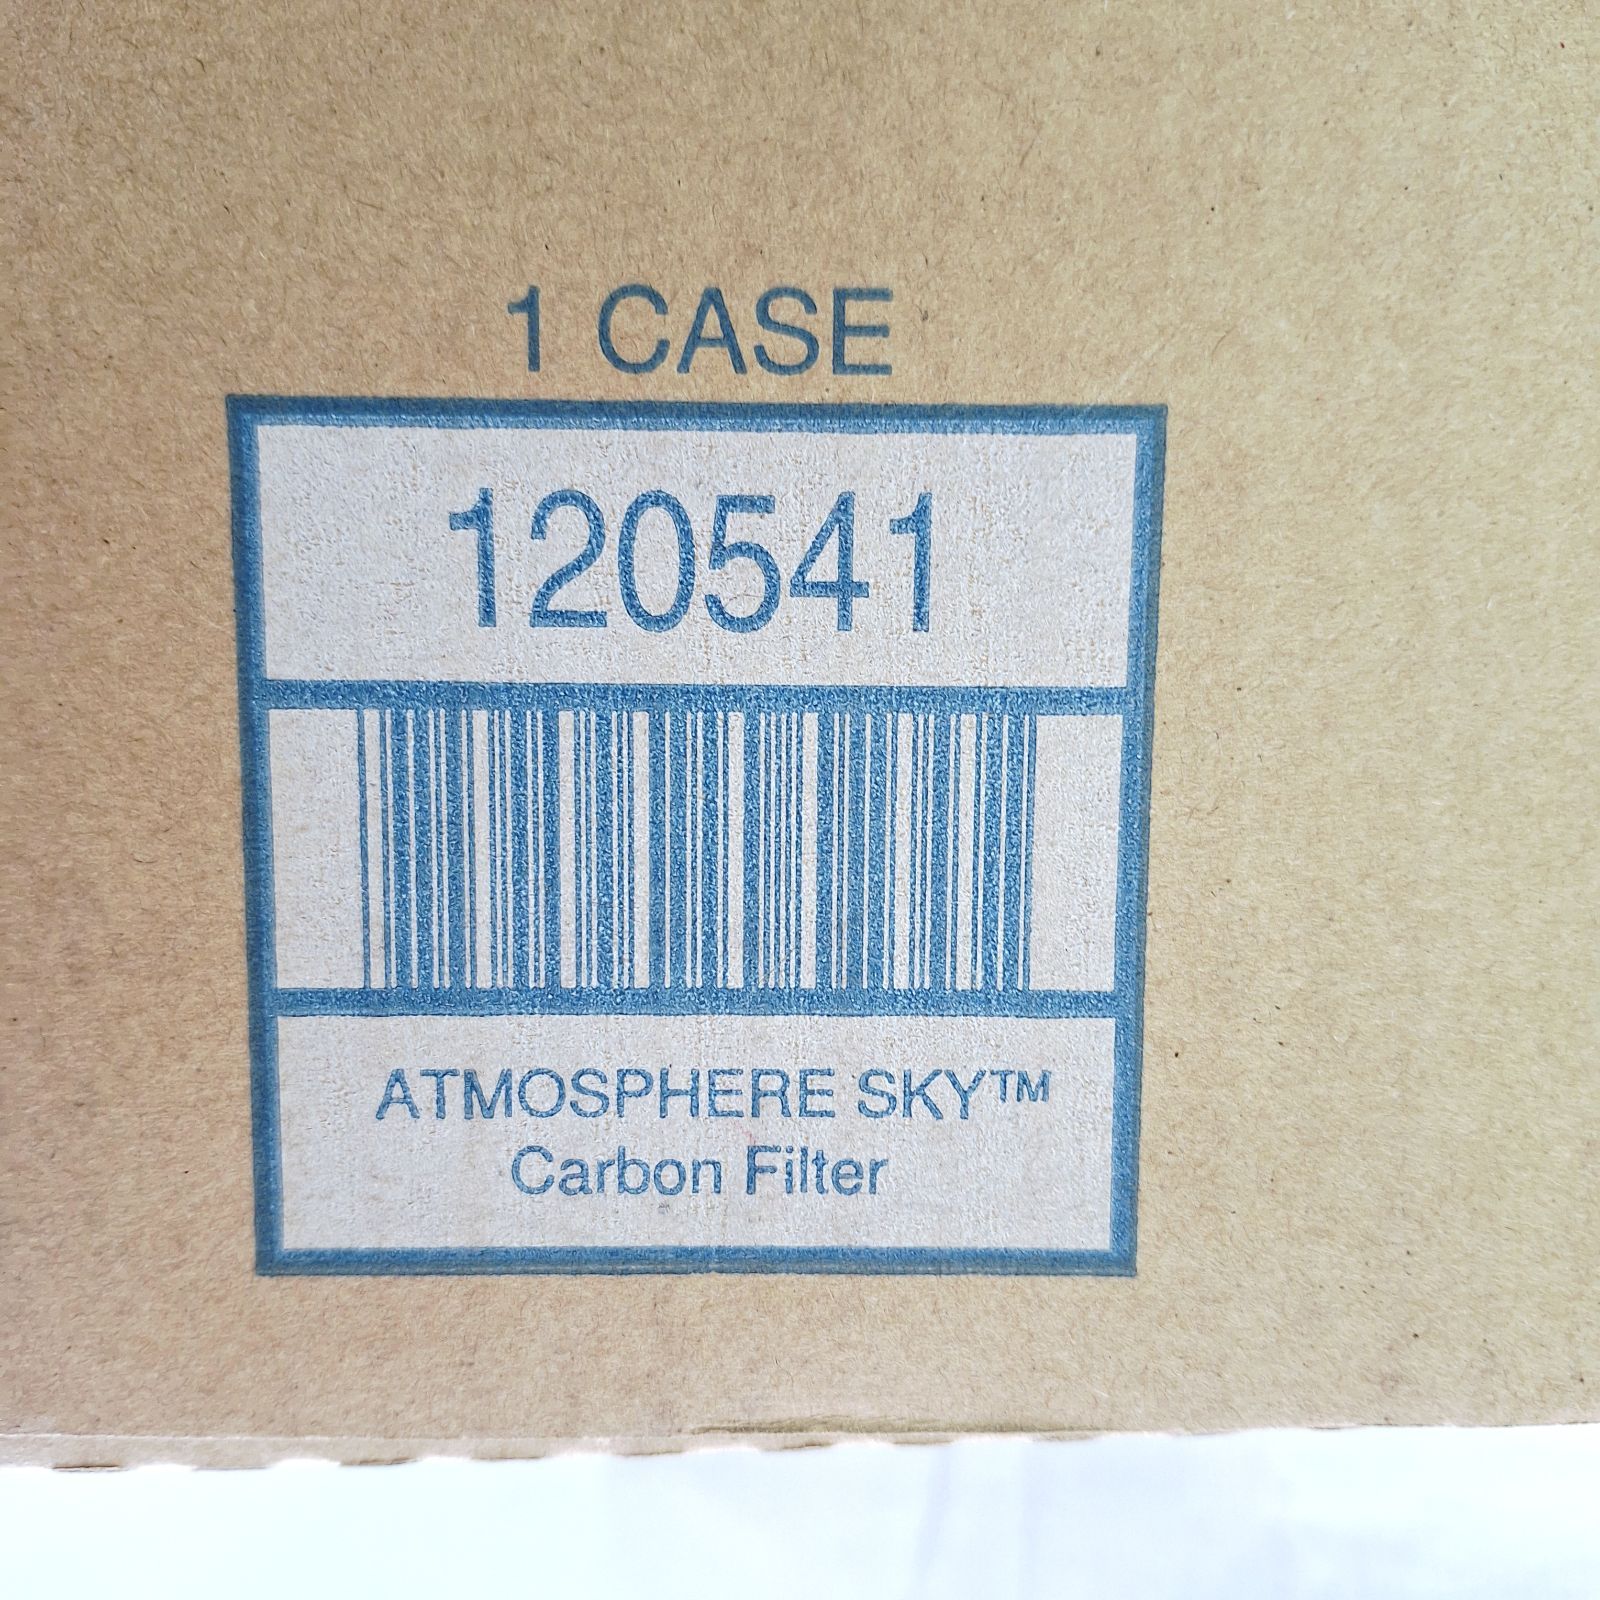 1 CASE
120541
ATMOSPHERE SKY™
Carbon Filter